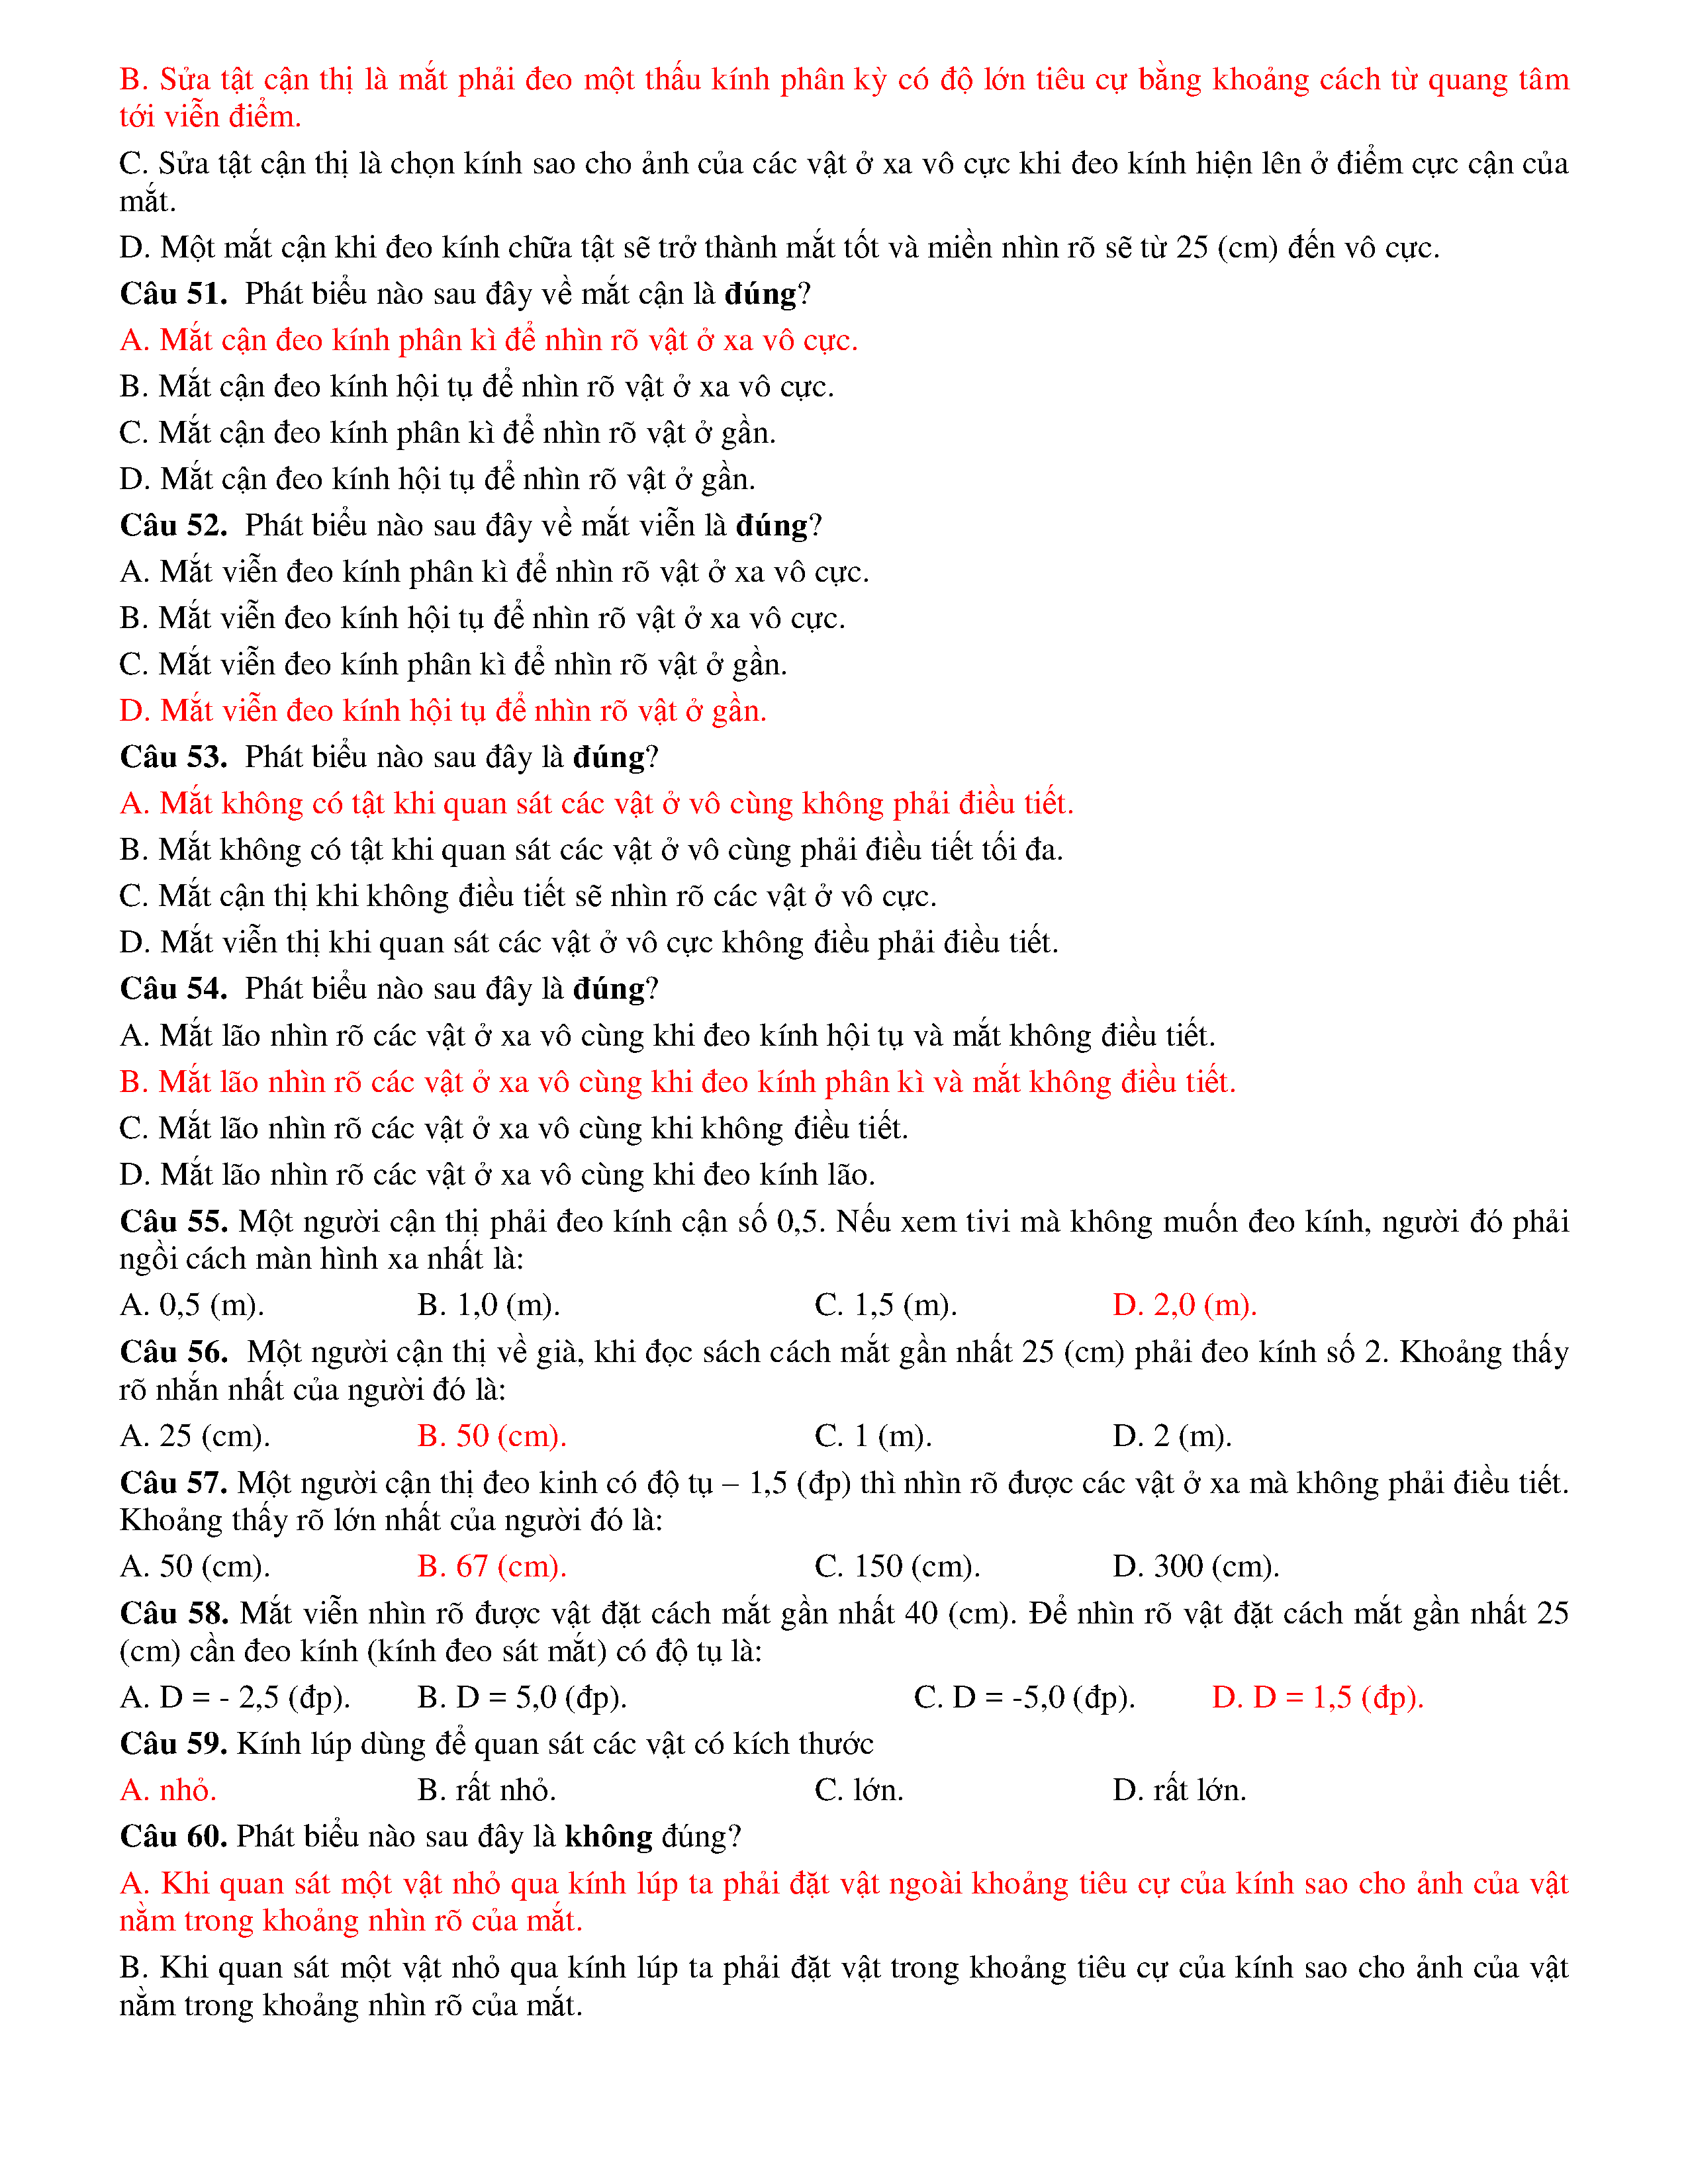 B. Sửa tật cận thị là mắt phải đeo một thấu kính phân kỳ có độ lớn tiêu cự bằng khoảng cách từ quang tâm
tới viễn điểm.
C. Sửa tật cận thị là chọn kính sao cho ảnh của các vật ở xa vô cực khi đeo kính hiện lên ở điểm cực cận của
mắt.
D. Một mắt cận khi đeo kính chữa tật sẽ trở thành mắt tốt và miền nhìn rõ sẽ từ 25 (cm) đến vô cực.
Câu 51. Phát biểu nào sau đây về mắt cận là đúng?
A. Mắt cận đeo kính phân kì để nhìn rõ vật ở xa vô cực.
B. Mắt cận đeo kính hội tụ để nhìn rõ vật ở xa vô cực.
C. Mắt cận đeo kính phân kì để nhìn rõ vật ở gần.
D. Mắt cận đeo kính hội tụ để nhìn rõ vật ở gần.
Câu 52. Phát biểu nào sau đây về mắt viễn là đúng?
A. Mắt viễn đeo kính phân kì để nhìn rõ vật ở xa vô cực.
B. Mắt viễn đeo kính hội tụ để nhìn rõ vật ở xa vô cực.
C. Mắt viễn đeo kính phân kì để nhìn rõ vật ở gần.
D. Mắt viễn đeo kính hội tụ để nhìn rõ vật ở gần.
Câu 53. Phát biểu nào sau đây là đúng?
A. Mắt không có tật khi quan sát các vật ở vô cùng không phải điều tiết.
B. Mắt không có tật khi quan sát các vật ở vô cùng phải điều tiết tối đa.
C. Mắt cận thị khi không điều tiết sẽ nhìn rõ các vật ở vô cực.
D. Mắt viễn thị khi quan sát các vật ở vô cực không điều phải điều tiết.
Câu 54. Phát biểu nào sau đây là đúng?
A. Mắt lão nhìn rõ các vật ở xa vô cùng khi đeo kính hội tụ và mắt không điều tiết.
B. Mắt lão nhìn rõ các vật ở xa vô cùng khi đeo kính phân kì và mắt không điều tiết.
C. Mắt lão nhìn rõ các vật ở xa vô cùng khi không điều tiết.
D. Mắt lão nhìn rõ các vật ở xa vô cùng khi đeo kính lão.
Câu 55. Một người cận thị phải đeo kính cận số 0,5. Nếu xem tivi mà không muốn đeo kính, người đó phải
ngồi cách màn hình xa nhất là:
A. 0,5 (m). B. 1,0 (m). C. 1,5 (m). D. 2,0 (m).
Câu 56. Một người cận thị về già, khi đọc sách cách mắt gần nhất 25 (cm) phải đeo kính số 2. Khoảng thấy
rõ nhắn nhất của người đó là:
A. 25 (cm). B. 50 (cm). C. 1 (m). D. 2 (m).
Câu 57. Một người cận thị đeo kinh có độ tụ – 1,5 (đp) thì nhìn rõ được các vật ở xa mà không phải điều tiết.
Khoảng thấy rõ lớn nhất của người đó là:
A. 50 (cm). B. 67 (cm). C. 150 (cm). D. 300 (cm).
Câu 58. Mắt viễn nhìn rõ được vật đặt cách mắt gần nhất 40 (cm). Để nhìn rõ vật đặt cách mắt gần nhất 25
(cm) cần đeo kính (kính đeo sát mắt) có độ tụ là:
A. D = - 2,5 (đp). B. D = 5,0 (đp). C. D = -5,0 (đp). D. D = 1,5 (đp).
Câu 59. Kính lúp dùng để quan sát các vật có kích thước
A. nhỏ. B. rất nhỏ. C. lớn. D. rất lớn.
Câu 60. Phát biểu nào sau đây là không đúng?
A. Khi quan sát một vật nhỏ qua kính lúp ta phải đặt vật ngoài khoảng tiêu cự của kính sao cho ảnh của vật
nằm trong khoảng nhìn rõ của mắt.
B. Khi quan sát một vật nhỏ qua kính lúp ta phải đặt vật trong khoảng tiêu cự của kính sao cho ảnh của vật
nằm trong khoảng nhìn rõ của mắt.